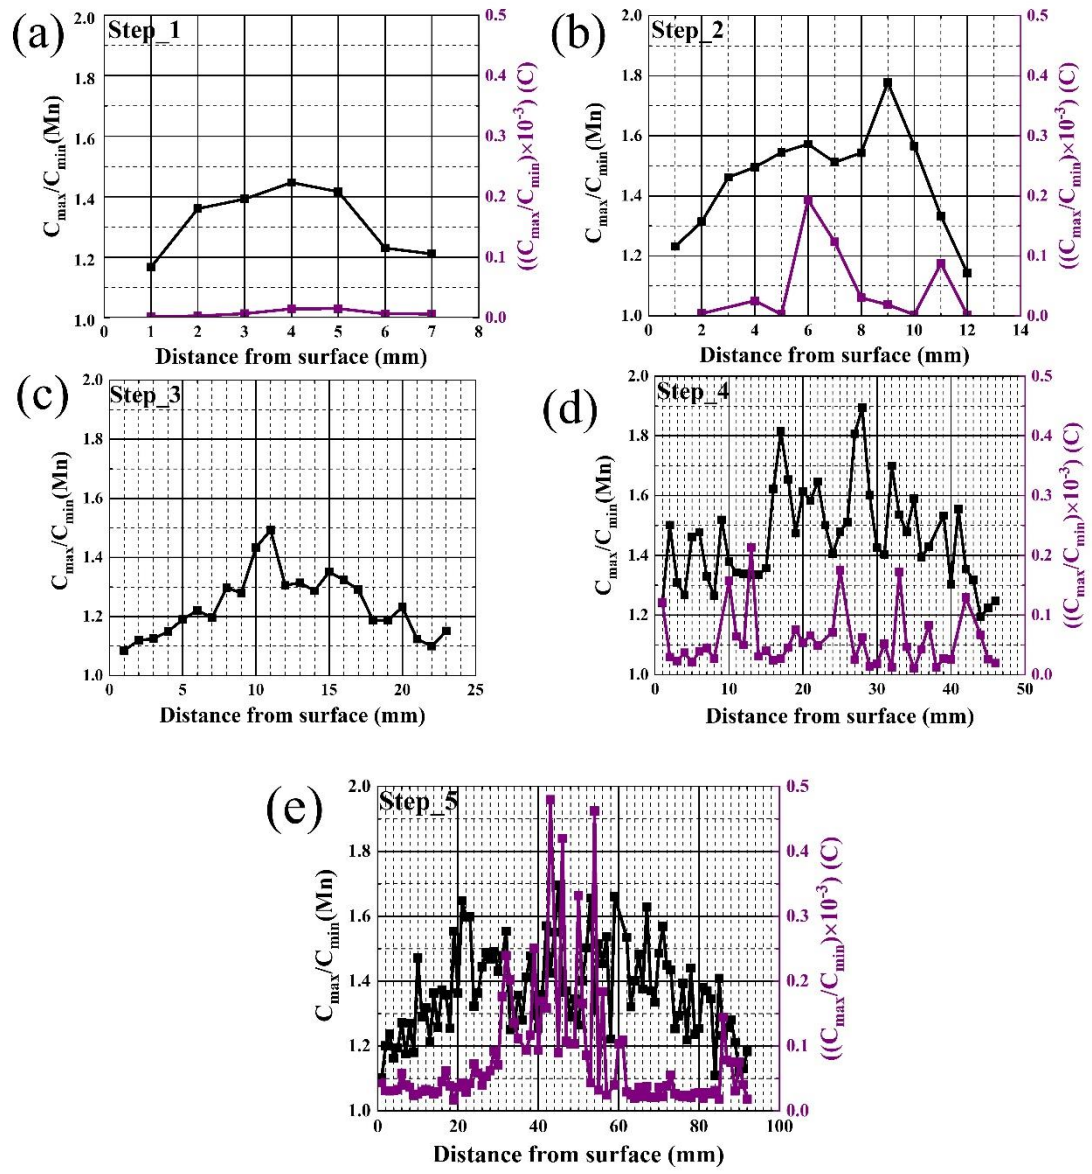 (a)
Step_1
2.0
1.8
1.6
1.4
1.2
1.0
C_max/C_min(Mn)
0 1 2 3 4 5 6 7 8
Distance from surface (mm)
0.5
0.4
0.3
0.2
0.1
0.0
((C_max/C_min)×10^-3) (C)
(b)
Step_2
2.0
1.8
1.6
1.4
1.2
1.0
C_max/C_min(Mn)
0 2 4 6 8 10 12 14
Distance from surface (mm)
0.5
0.4
0.3
0.2
0.1
0.0
((C_max/C_min)×10^-3) (C)
(c)
Step_3
2.0
1.8
1.6
1.4
1.2
1.0
C_max/C_min(Mn)
0 5 10 15 20 25
Distance from surface (mm)
(d)
Step_4
2.0
1.8
1.6
1.4
1.2
1.0
C_max/C_min(Mn)
0 10 20 30 40 50
Distance from surface (mm)
0.5
0.4
0.3
0.2
0.1
0.0
((C_max/C_min)×10^-3) (C)
(e)
Step_5
2.0
1.8
1.6
1.4
1.2
1.0
C_max/C_min(Mn)
0 20 40 60 80 100
Distance from surface (mm)
0.5
0.4
0.3
0.2
0.1
0.0
((C_max/C_min)×10^-3) (C)